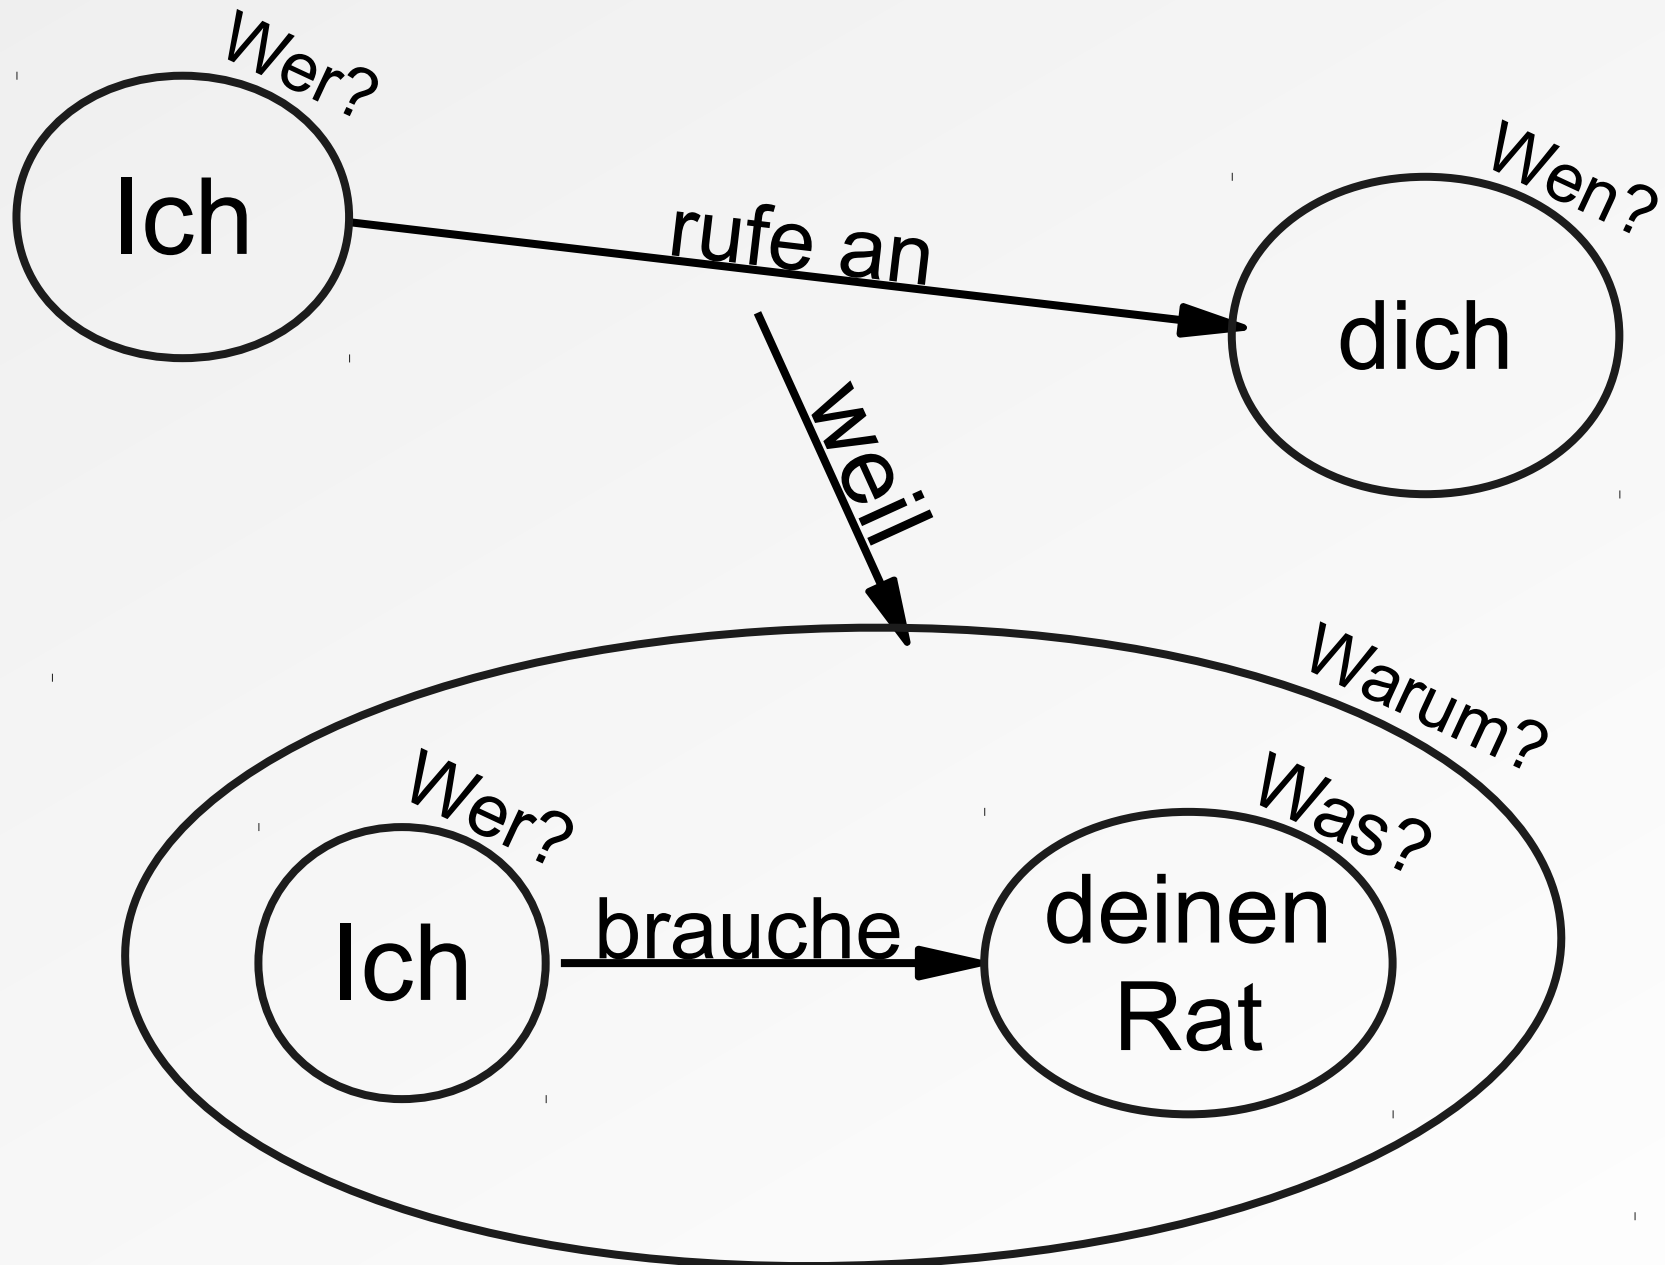 Wer?
Ich
rufe an
Wen?
dich
weil
Warum?
Wer?
Ich
brauche
Was?
deinen
Rat